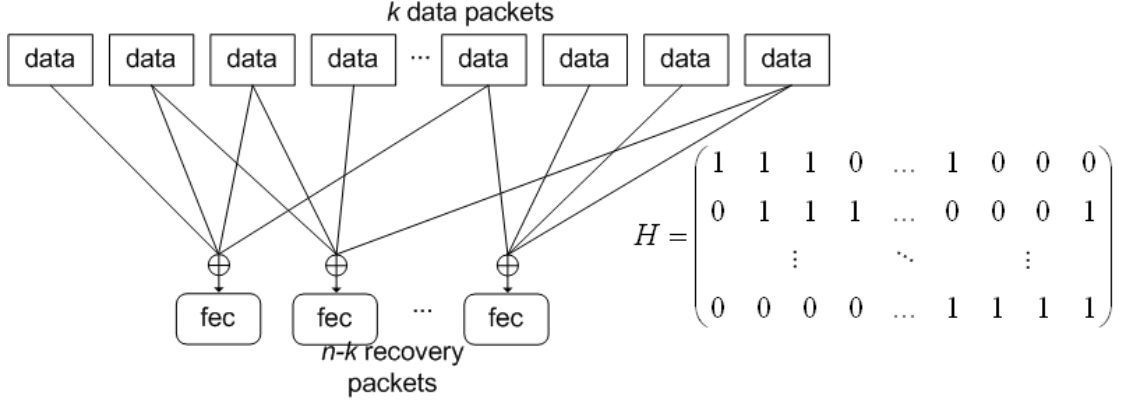 k data packets
data data data data ... data data data data
1 1 1 0 ... 1 0 0 0
0 1 1 1 ... 0 0 0 1
H =
⋮ ⋱ ⋮
0 0 0 0 ... 1 1 1 1
fec fec ... fec
n-k recovery
packets